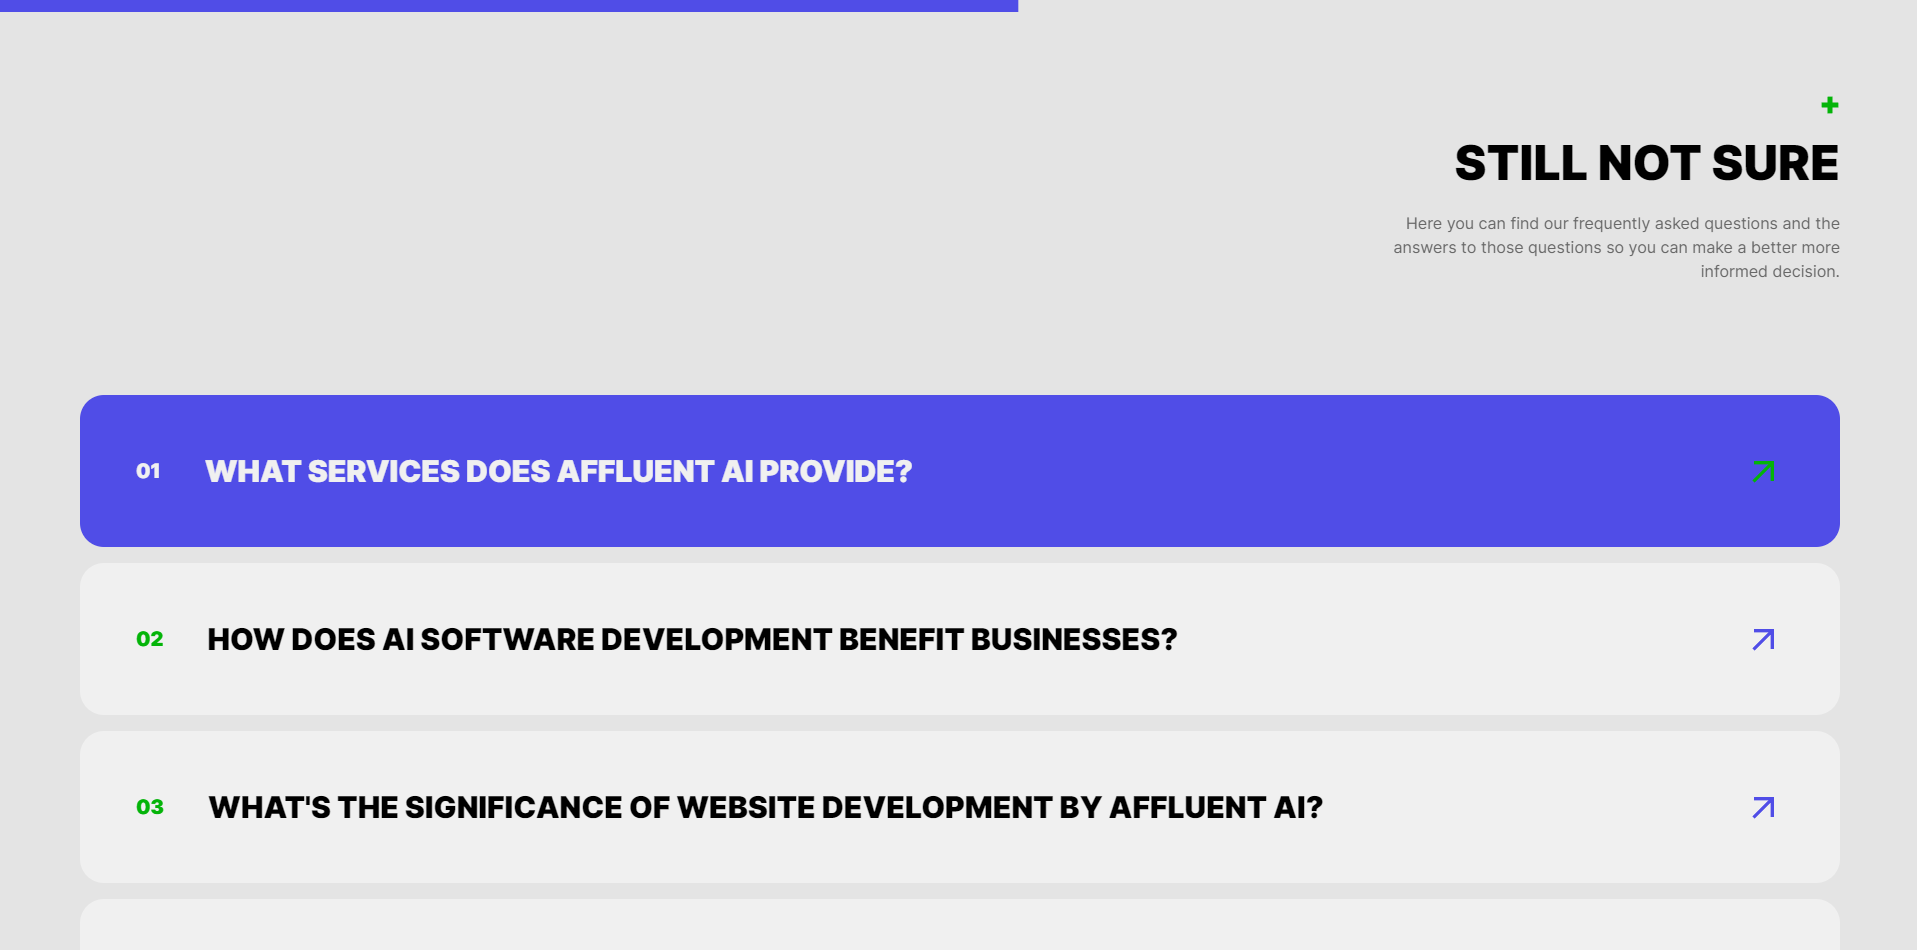 STILL NOT SURE
Here you can find our frequently asked questions and the
answers to those questions so you can make a better more
informed decision.
01 WHAT SERVICES DOES AFFLUENT AI PROVIDE?
02 HOW DOES AI SOFTWARE DEVELOPMENT BENEFIT BUSINESSES?
03 WHAT'S THE SIGNIFICANCE OF WEBSITE DEVELOPMENT BY AFFLUENT AI?